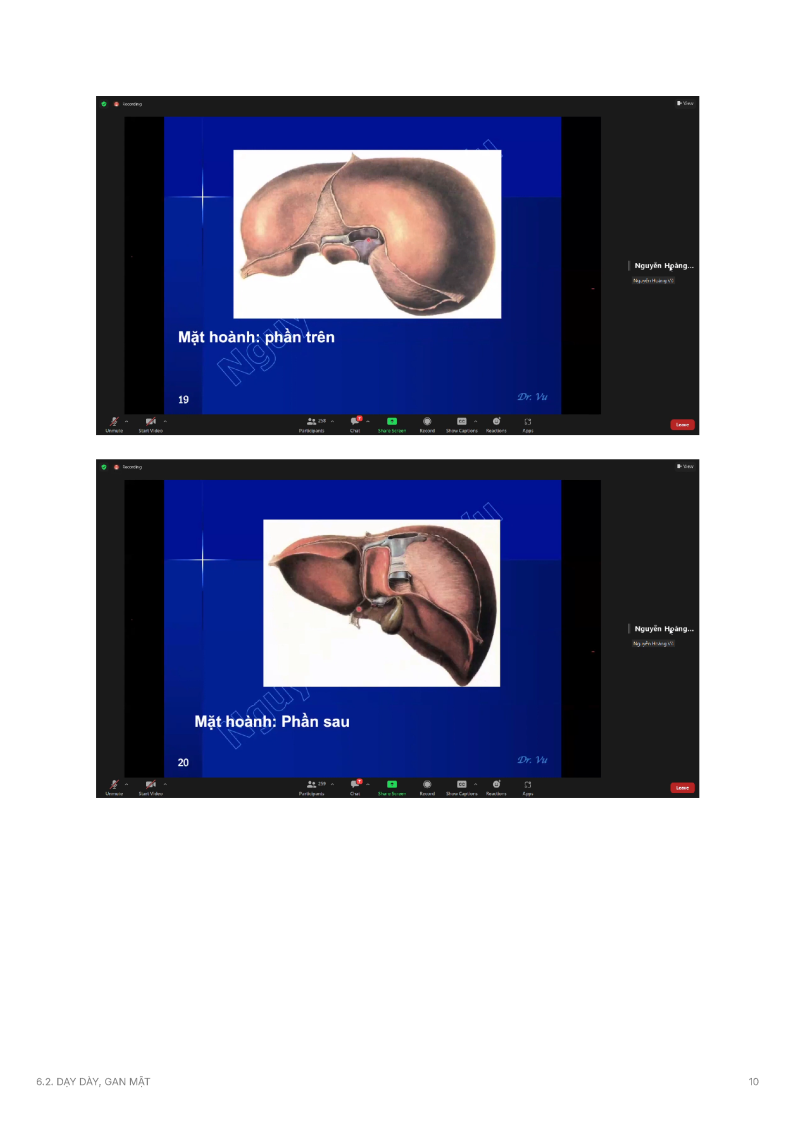 Recording
View
Nguyễn Hoàng...
Nguyễn Hoàng Vũ
Mặt hoành: phần trên
19
Dr. Vu
Unmute
Start Video
Participants
259
Chat
Share Screen
Record
Show Captions
Reactions
Apps
Leave
Recording
View
Nguyễn Hoàng...
Nguyễn Hoàng Vũ
Mặt hoành: Phần sau
20
Dr. Vu
Unmute
Start Video
Participants
259
Chat
Share Screen
Record
Show Captions
Reactions
Apps
Leave
6.2. DẠY DÀY, GAN MẬT
10